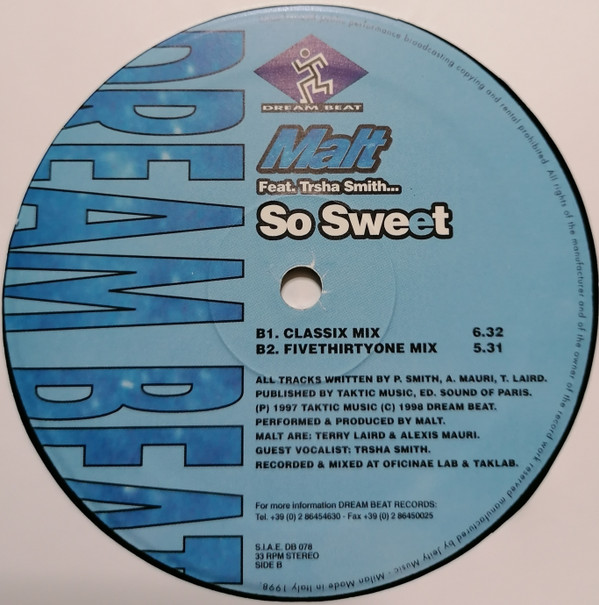 DREAM BEAT
DREAM BEAT
Malt
Feat. Trsha Smith...
So Sweet
B1. CLASSIX MIX 6.32
B2. FIVETHIRTYONE MIX 5.31
ALL TRACKS WRITTEN BY P. SMITH, A. MAURI, T. LAIRD.
PUBLISHED BY TAKTIC MUSIC, ED. SOUND OF PARIS.
(P) 1997 TAKTIC MUSIC (C) 1998 DREAM BEAT.
PERFORMED & PRODUCED BY MALT.
MALT ARE: TERRY LAIRD & ALEXIS MAURI.
GUEST VOCALIST: TRSHA SMITH.
RECORDED & MIXED AT OFICINAE LAB & TAKLAB.
For more information DREAM BEAT RECORDS:
Tel. +39 (0) 2 86454630 - Fax +39 (0) 2 86450025
S.I.A.E. DB 078
33 RPM STEREO
SIDE B
performance broadcasting copying and rental prohibited. All rights of the manufacturer and of the owner of the record work reserved manufactured by Jeity Music - Milan Made in Italy 1998